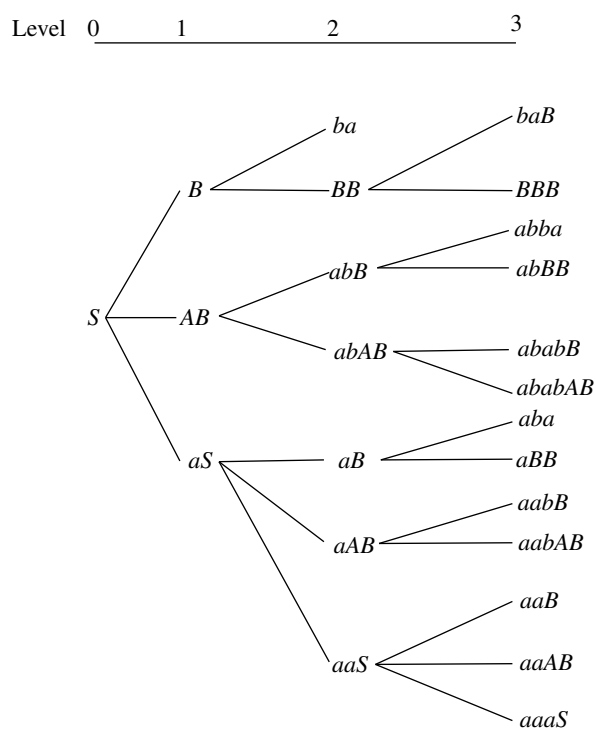 Level 0 1 2 3
baB
ba
B BB BBB
abba
abB abBB
S AB
abAB ababB
ababAB
aba
aS aB aBB
aabB
aAB aabAB
aaB
aaS aaAB
aaaS